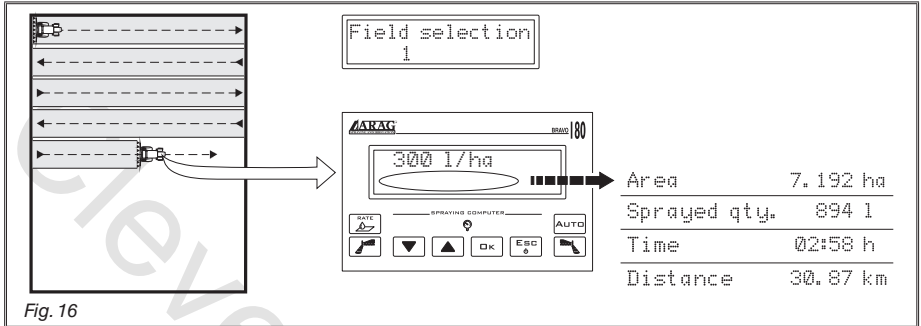 Field selection
1
ARAG
BRAVO 180
300 l/ha
SPRAYING COMPUTER
RATE
AUTO
OK
ESC
Area 7.192 ha
Sprayed qty. 894 l
Time 02:58 h
Distance 30.87 km
Fig. 16
Cleve